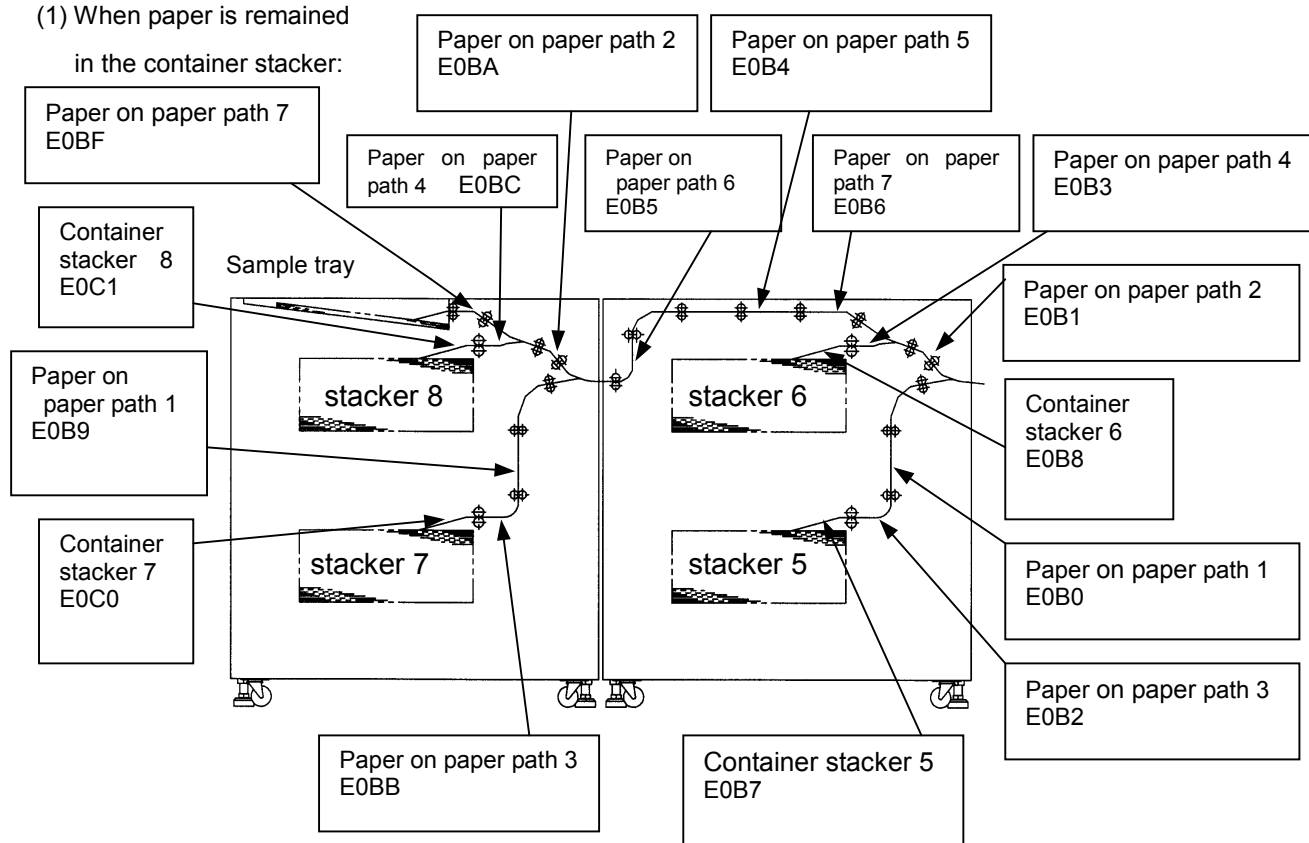 (1) When paper is remained
in the container stacker:
Paper on paper path 2
E0BA
Paper on paper path 5
E0B4
Paper on paper path 7
E0BF
Paper on paper
path 4 E0BC
Paper on
paper path 6
E0B5
Paper on paper
path 7
E0B6
Paper on paper path 4
E0B3
Container
stacker 8
E0C1
Sample tray
Paper on paper path 2
E0B1
Paper on
paper path 1
E0B9
stacker 8
stacker 6
Container
stacker 6
E0B8
Container
stacker 7
E0C0
stacker 7
stacker 5
Paper on paper path 1
E0B0
Paper on paper path 3
E0B2
Paper on paper path 3
E0BB
Container stacker 5
E0B7